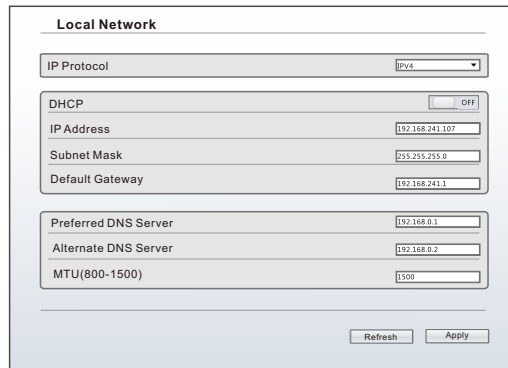 Local Network
IP Protocol IPV4
DHCP OFF
IP Address 192.168.241.107
Subnet Mask 255.255.255.0
Default Gateway 192.168.241.1
Preferred DNS Server 192.168.0.1
Alternate DNS Server 192.168.0.2
MTU(800-1500) 1500
Refresh Apply